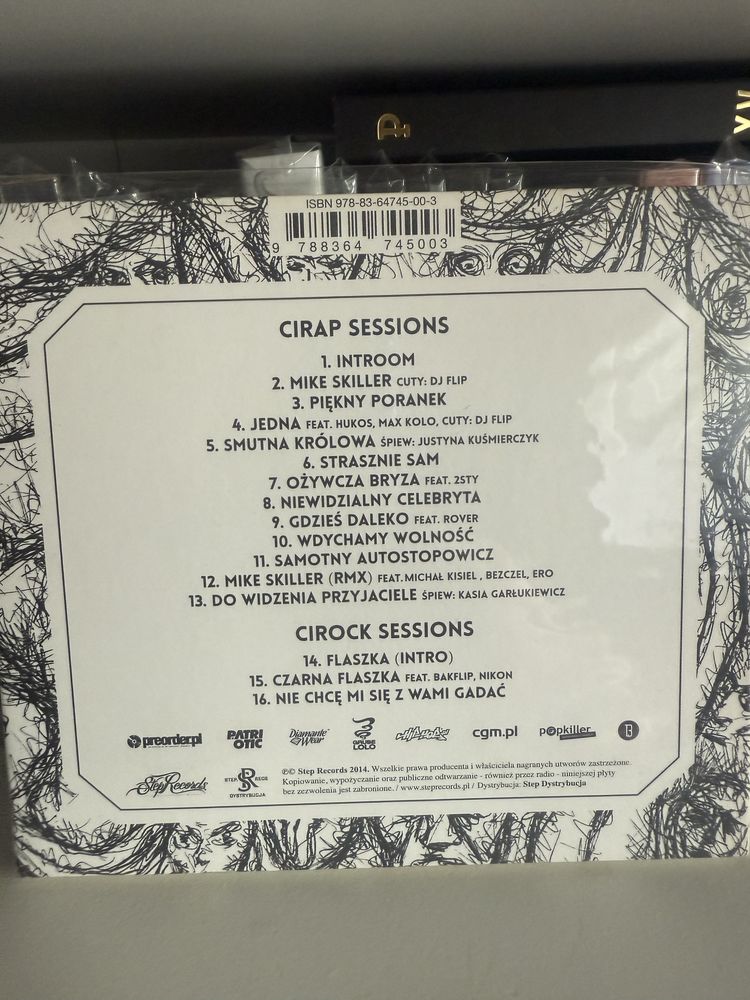 ISBN 978-83-64745-00-3
9 788364 745003
CIRAP SESSIONS
1. INTROOM
2. MIKE SKILLER CUTY: DJ FLIP
3. PIĘKNY PORANEK
4. JEDNA FEAT. HUKOS, MAX KOLO, CUTY: DJ FLIP
5. SMUTNA KRÓLOWA ŚPIEW: JUSTYNA KUŚMIERCZYK
6. STRASZNIE SAM
7. OŻYWCZA BRYZA FEAT. 2STY
8. NIEWIDZIALNY CELEBRYTA
9. GDZIEŚ DALEKO FEAT. ROVER
10. WDYCHAMY WOLNOŚĆ
11. SAMOTNY AUTOSTOPOWICZ
12. MIKE SKILLER (RMX) FEAT. MICHAŁ KISIEL , BEZCZEL, ERO
13. DO WIDZENIA PRZYJACIELE ŚPIEW: KASIA GARŁUKIEWICZ
CIROCK SESSIONS
14. FLASZKA (INTRO)
15. CZARNA FLASZKA FEAT. BAKFLIP, NIKON
16. NIE CHCĘ MI SIĘ Z WAMI GADAĆ
preorder.pl PATRIOTIC Diamante Wear GRUBE LOLO cgm.pl popkiller
StepRecords STEP RECS DYSTRYBUCJA
℗© Step Records 2014. Wszelkie prawa producenta i właściciela nagranych utworów zastrzeżone.
Kopiowanie, wypożyczanie oraz publiczne odtwarzanie - również przez radio - niniejszej płyty
bez zezwolenia jest zabronione. / www.steprecords.pl / Dystrybucja: Step Dystrybucja